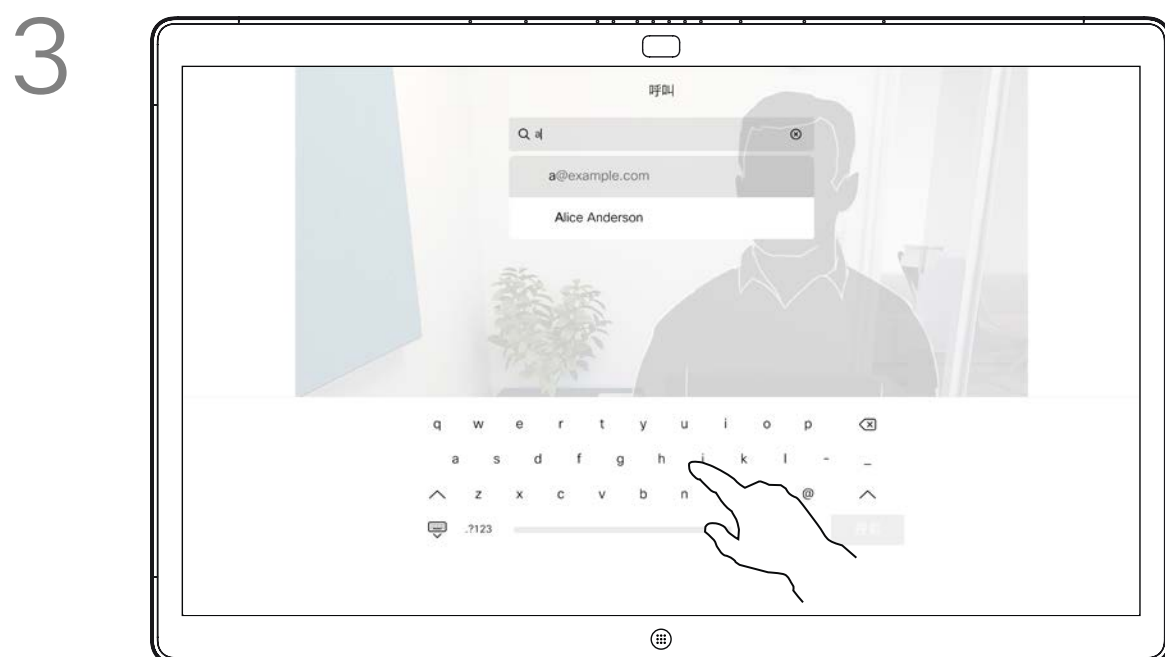 3
呼叫
a
a@example.com
Alice Anderson
q w e r t y u i o p
a s d f g h j k l - _
z x c v b n @
.?123